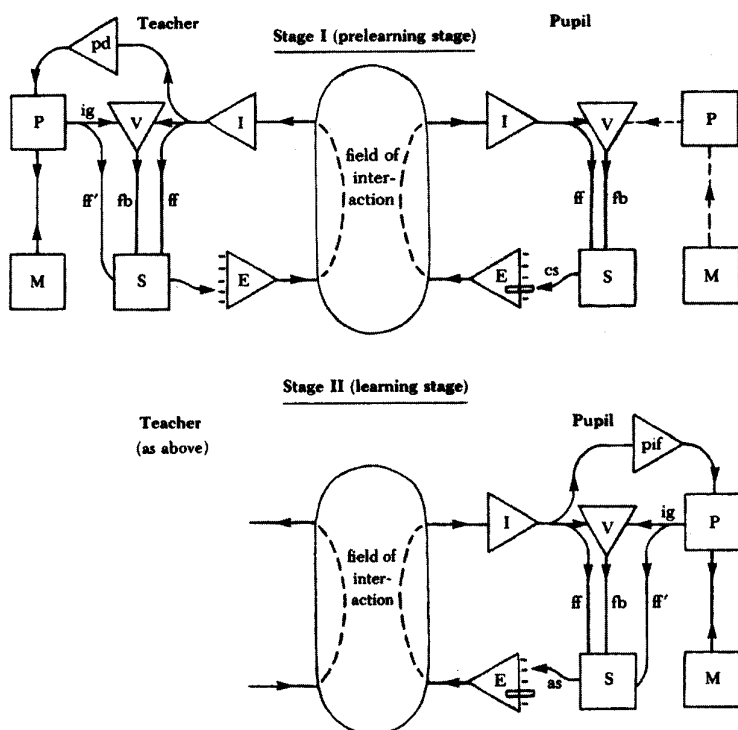 Teacher
Stage I (prelearning stage)
Pupil
pd
P
ig
V
I
field of
inter-
action
I
V
P
ff'
fb
ff
ff
fb
M
S
E
E
cs
S
M
Stage II (learning stage)
Teacher
(as above)
Pupil
pif
I
V
ig
P
field of
inter-
action
ff
fb
ff'
E
as
S
M